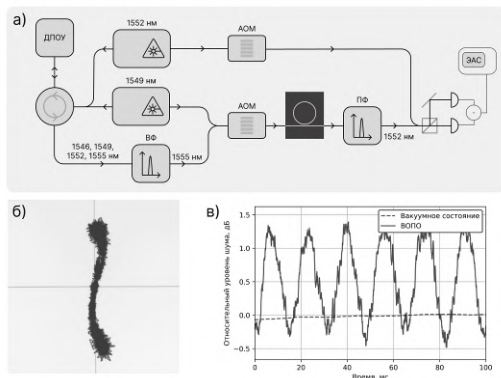 а)
1552 нм
АОМ
ДПОУ
ЭАС
1549 нм
АОМ
ПФ
1546, 1549,
1552, 1555 нм
ВФ
1555 нм
1552 нм
б)
в)
Относительный уровень шума, дБ
1.5
1.0
0.5
0.0
−0.5
Вакуумное состояние
ВОПО
0 20 40 60 80 100
Время, мс